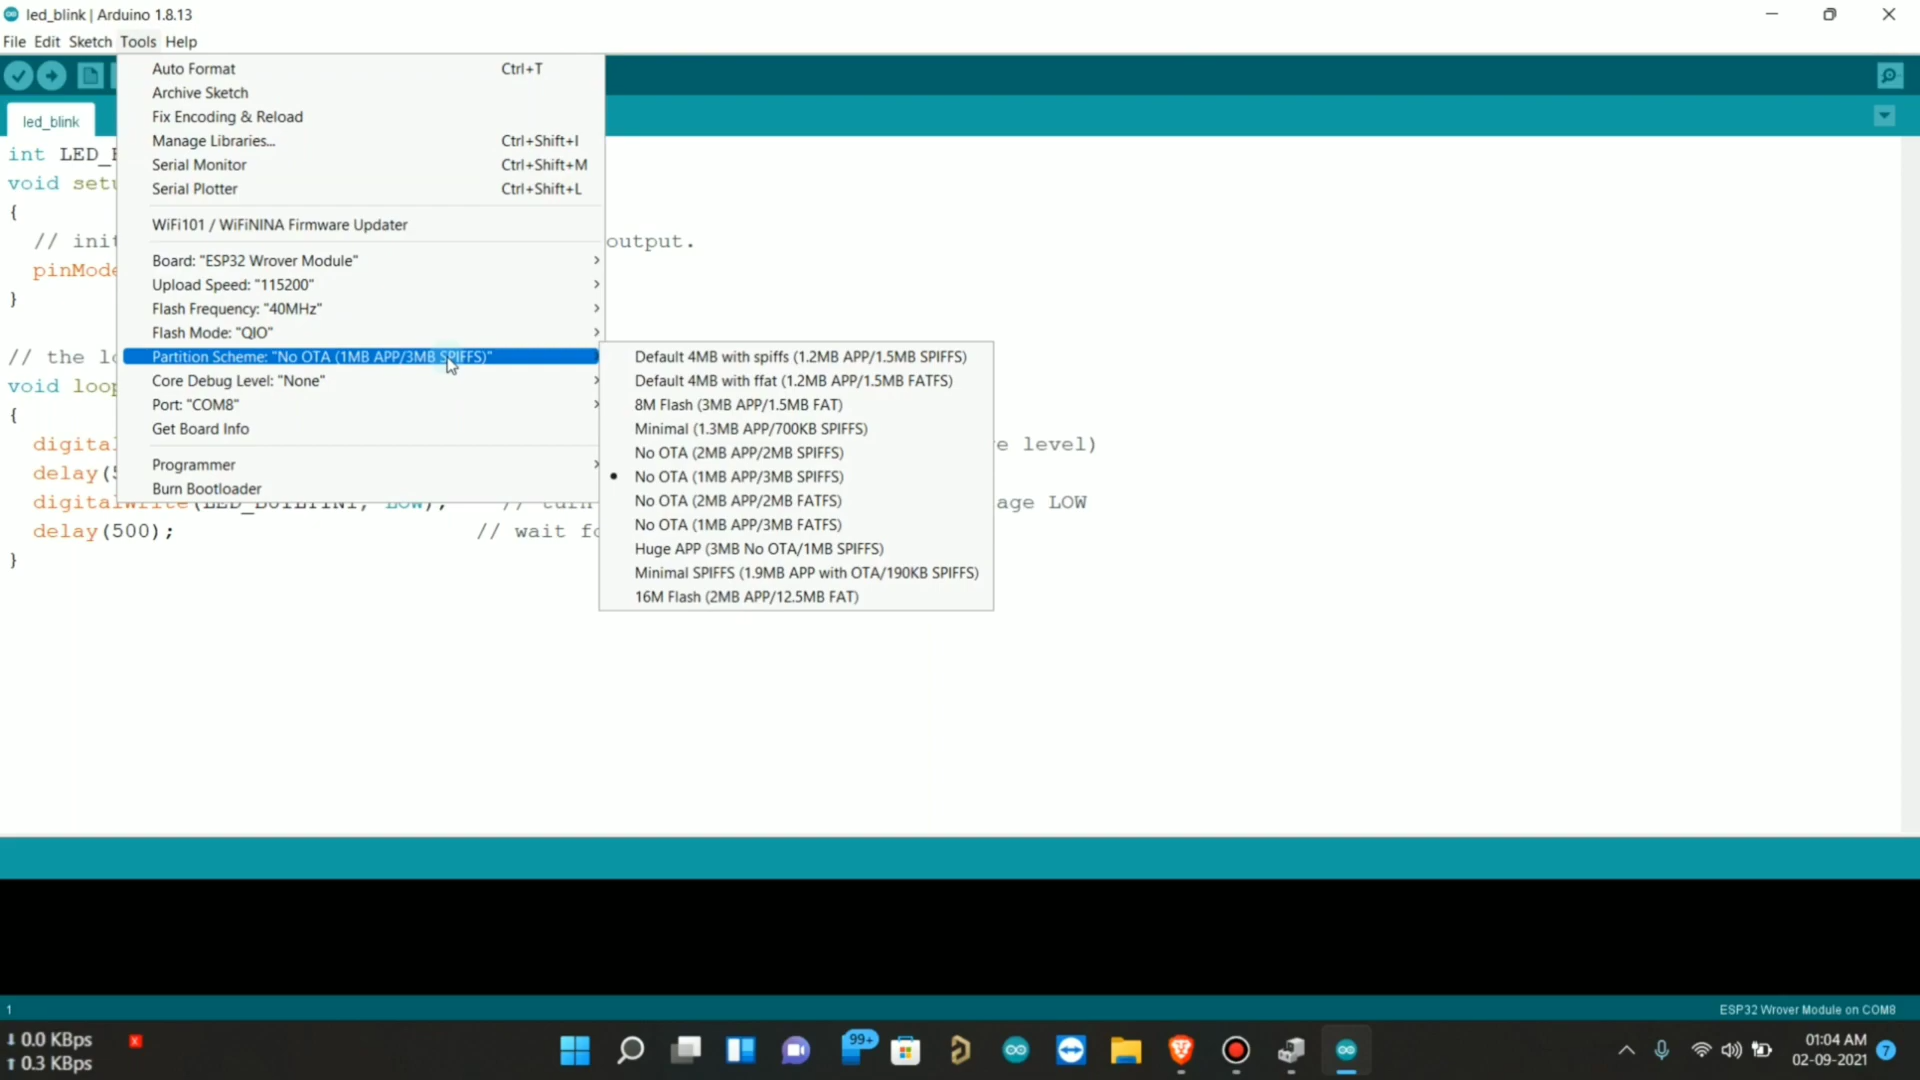 led_blink | Arduino 1.8.13
File Edit Sketch Tools Help
Auto Format Ctrl+T
Archive Sketch
Fix Encoding & Reload
Manage Libraries... Ctrl+Shift+I
Serial Monitor Ctrl+Shift+M
Serial Plotter Ctrl+Shift+L
WiFi101 / WiFiNINA Firmware Updater
Board: "ESP32 Wrover Module"
Upload Speed: "115200"
Flash Frequency: "40MHz"
Flash Mode: "QIO"
Partition Scheme: "No OTA (1MB APP/3MB SPIFFS)"
Core Debug Level: "None"
Port: "COM8"
Get Board Info
Programmer
Burn Bootloader
Default 4MB with spiffs (1.2MB APP/1.5MB SPIFFS)
Default 4MB with ffat (1.2MB APP/1.5MB FATFS)
8M Flash (3MB APP/1.5MB FAT)
Minimal (1.3MB APP/700KB SPIFFS)
No OTA (2MB APP/2MB SPIFFS)
No OTA (1MB APP/3MB SPIFFS)
No OTA (2MB APP/2MB FATFS)
No OTA (1MB APP/3MB FATFS)
Huge APP (3MB No OTA/1MB SPIFFS)
Minimal SPIFFS (1.9MB APP with OTA/190KB SPIFFS)
16M Flash (2MB APP/12.5MB FAT)
led_blink
int LED_
void setu
{
// init output.
pinMode
}
// the lo
void loop
{
digital e level)
delay(5
age LOW
delay(500); // wait fo
}
1 ESP32 Wrover Module on COM8
0.0 KBps
0.3 KBps
99+
01:04 AM
02-09-2021
7